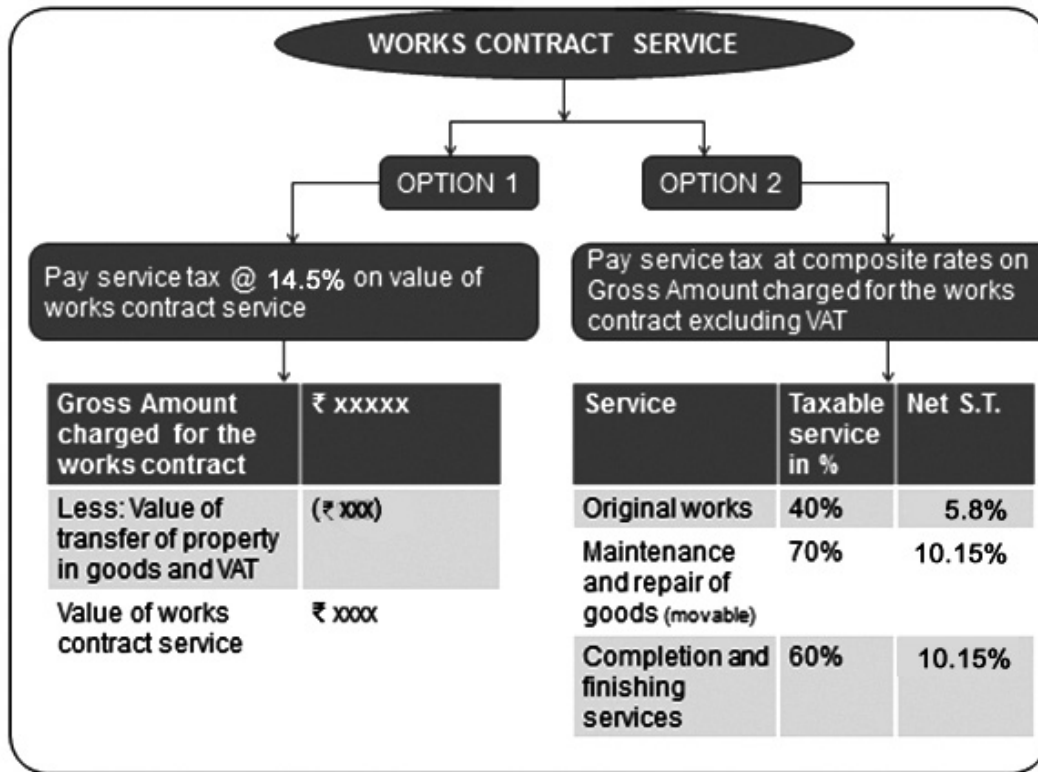 WORKS CONTRACT SERVICE
OPTION 1
OPTION 2
Pay service tax @ 14.5% on value of
works contract service
Pay service tax at composite rates on
Gross Amount charged for the works
contract excluding VAT
Gross Amount
charged for the
works contract
₹ xxxxx
Less: Value of
transfer of property
in goods and VAT
(₹ xxx)
Value of works
contract service
₹ xxxx
Service
Taxable
service
in %
Net S.T.
Original works
40%
5.8%
Maintenance
and repair of
goods (movable)
70%
10.15%
Completion and
finishing
services
60%
10.15%